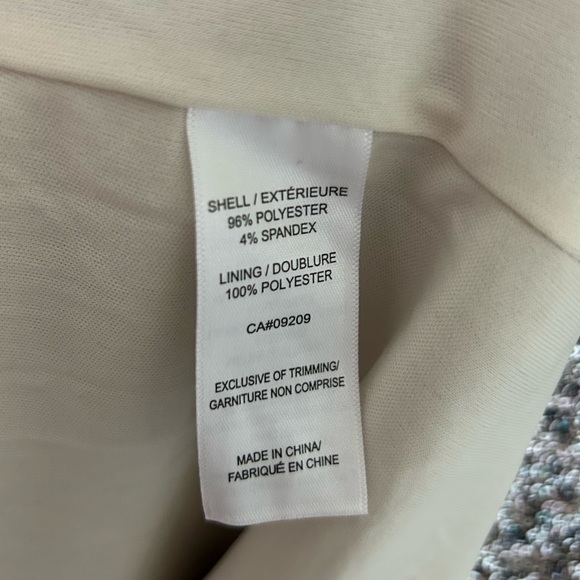 SHELL / EXTÉRIEURE
96% POLYESTER
4% SPANDEX
LINING / DOUBLURE
100% POLYESTER
CA#09209
EXCLUSIVE OF TRIMMING/
GARNITURE NON COMPRISE
MADE IN CHINA/
FABRIQUÉ EN CHINE